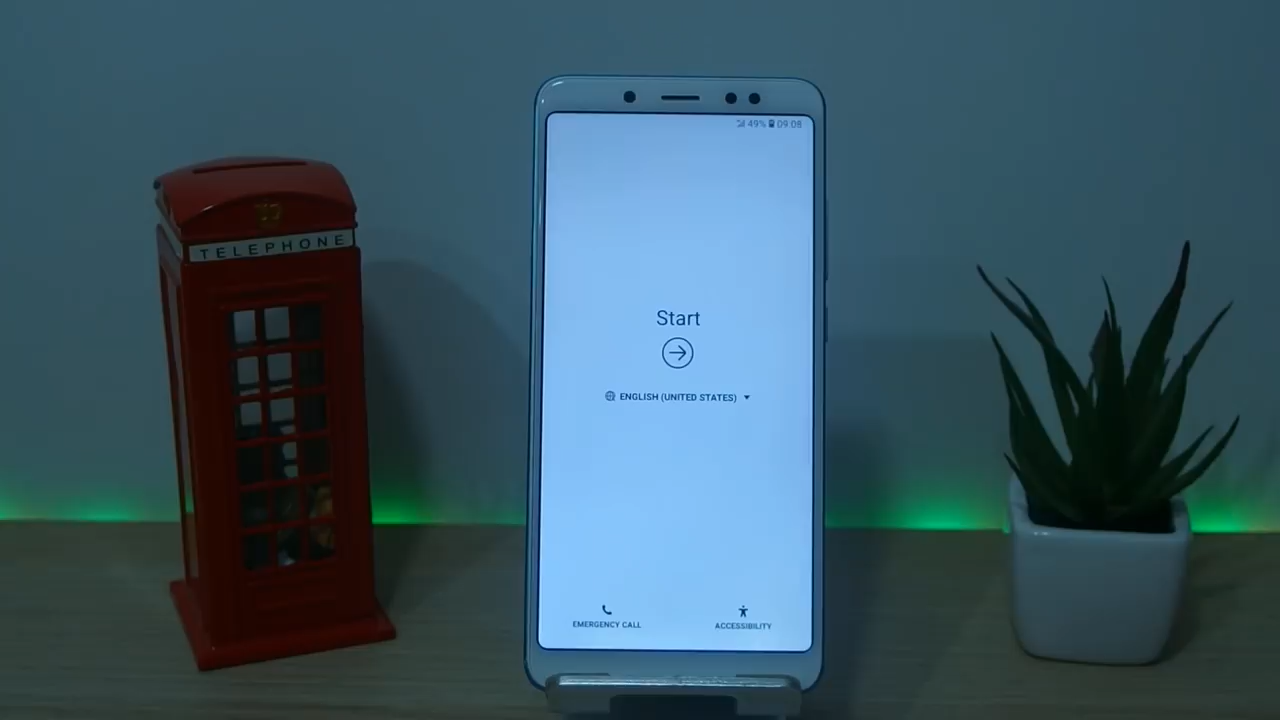 TELEPHONE
49% 09:08
Start
ENGLISH (UNITED STATES)
EMERGENCY CALL
ACCESSIBILITY